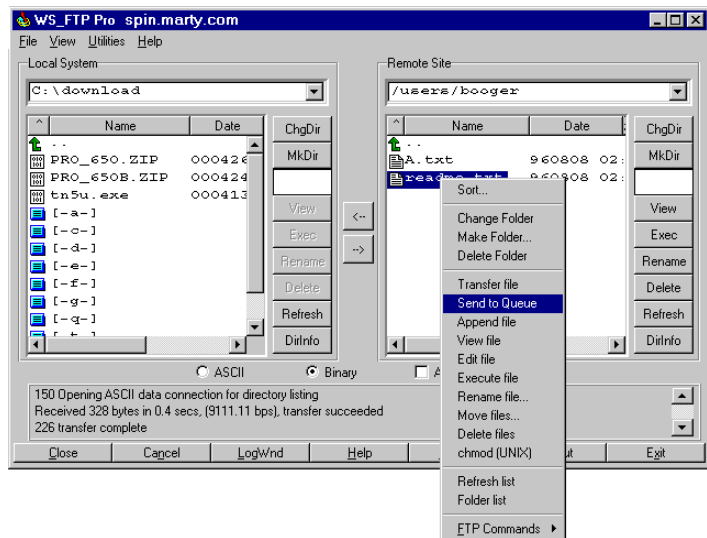 WS_FTP Pro spin.marty.com
File View Utilities Help
Local System
C:\download
^ Name Date
..
PRO_650.ZIP 000426
PRO_650B.ZIP 000424
tn5u.exe 000413
[-a-]
[-c-]
[-d-]
[-e-]
[-f-]
[-g-]
[-q-]
ChgDir
MkDir
View
Exec
Rename
Delete
Refresh
DirInfo
<--
-->
Remote Site
/users/booger
^ Name Date
..
A.txt 960808 02:
readme.txt 960808 02:
ChgDir
MkDir
View
Exec
Rename
Delete
Refresh
DirInfo
Sort...
Change Folder
Make Folder...
Delete Folder
Transfer file
Send to Queue
Append file
View file
Edit file
Execute file
Rename file...
Move files...
Delete files
chmod (UNIX)
Refresh list
Folder list
FTP Commands
ASCII Binary A
150 Opening ASCII data connection for directory listing
Received 328 bytes in 0.4 secs, (9111.11 bps), transfer succeeded
226 transfer complete
Close Cancel LogWnd Help ut Exit